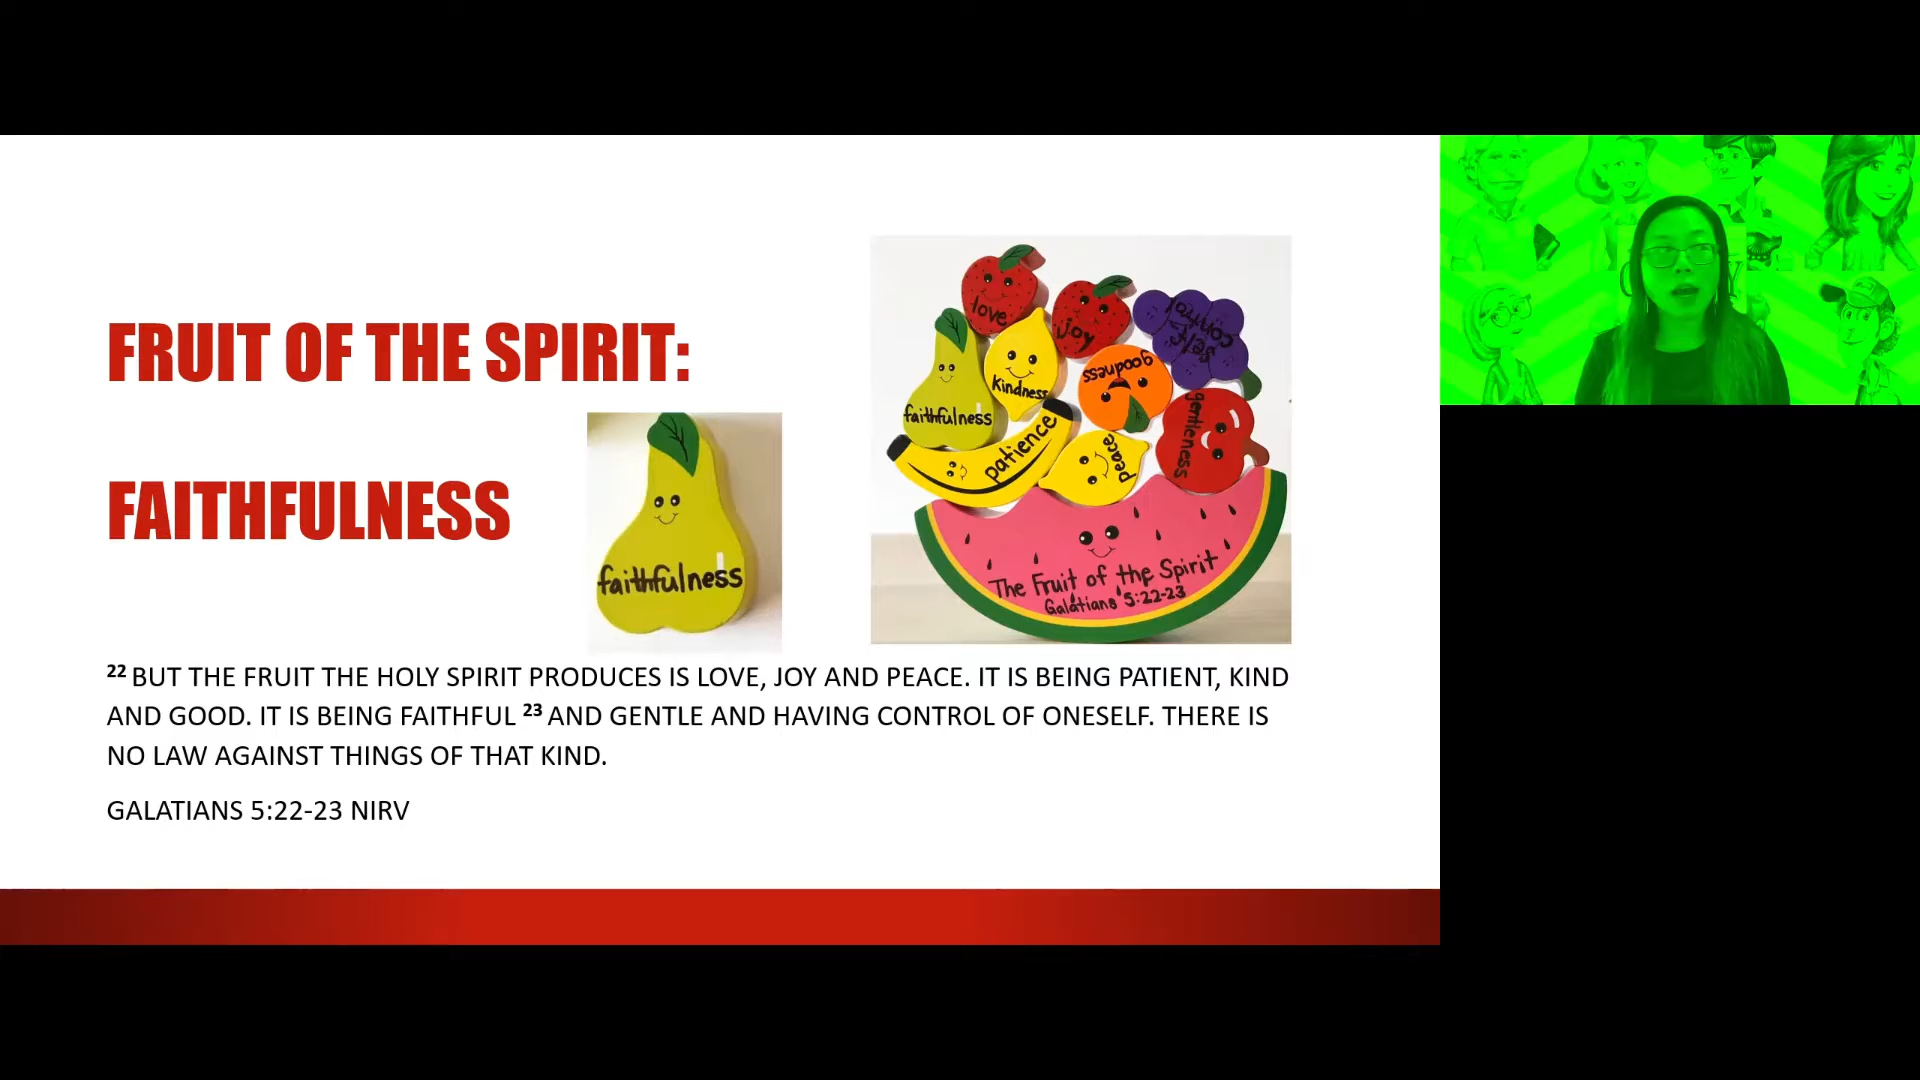 FRUIT OF THE SPIRIT:
FAITHFULNESS
faithfulness
love
joy
self control
kindness
goodness
faithfulness
patience
peace
gentleness
The Fruit of the Spirit
Galatians 5:22-23
22 BUT THE FRUIT THE HOLY SPIRIT PRODUCES IS LOVE, JOY AND PEACE. IT IS BEING PATIENT, KIND
AND GOOD. IT IS BEING FAITHFUL 23 AND GENTLE AND HAVING CONTROL OF ONESELF. THERE IS
NO LAW AGAINST THINGS OF THAT KIND.
GALATIANS 5:22-23 NIRV